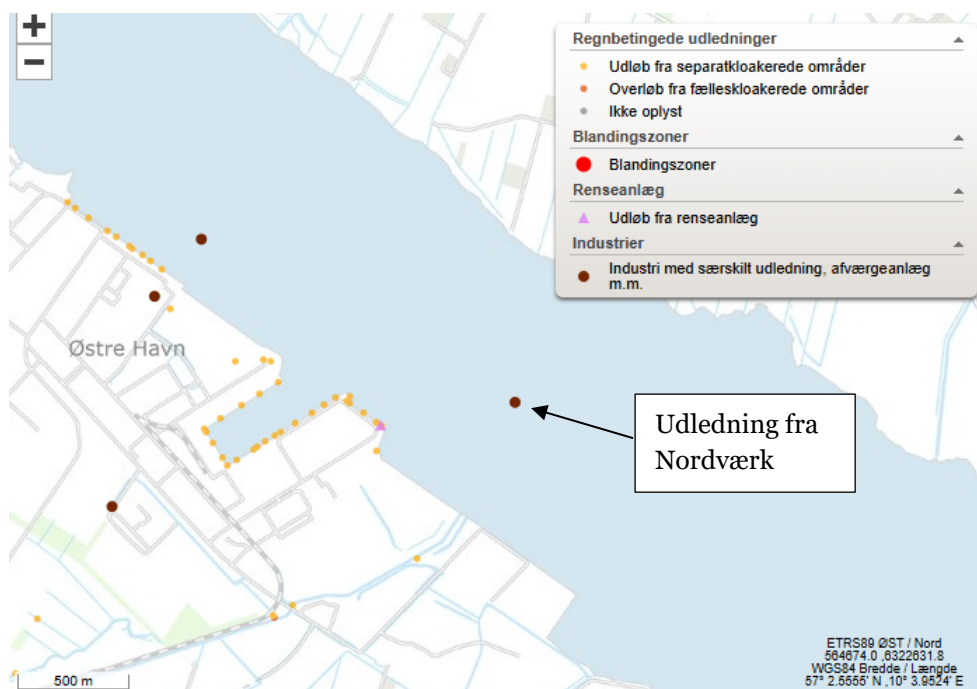 +
−
Regnbetingede udledninger
Udløb fra separatkloakerede områder
Overløb fra fælleskloakerede områder
Ikke oplyst
Blandingszoner
Blandingszoner
Renseanlæg
Udløb fra renseanlæg
Industrier
Industri med særskilt udledning, afværgeanlæg
m.m.
Østre Havn
Udledning fra
Nordværk
500 m
ETRS89 ØST / Nord
564674.0 ,6322631.8
WGS84 Bredde / Længde
57° 2.5555' N ,10° 3.9524' E